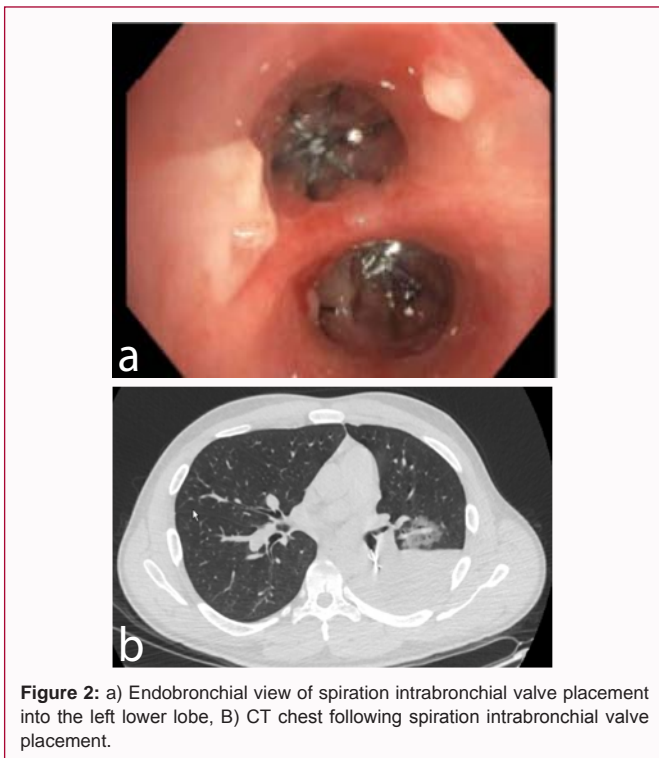 a
b
Figure 2: a) Endobronchial view of spiration intrabronchial valve placement
into the left lower lobe, B) CT chest following spiration intrabronchial valve
placement.